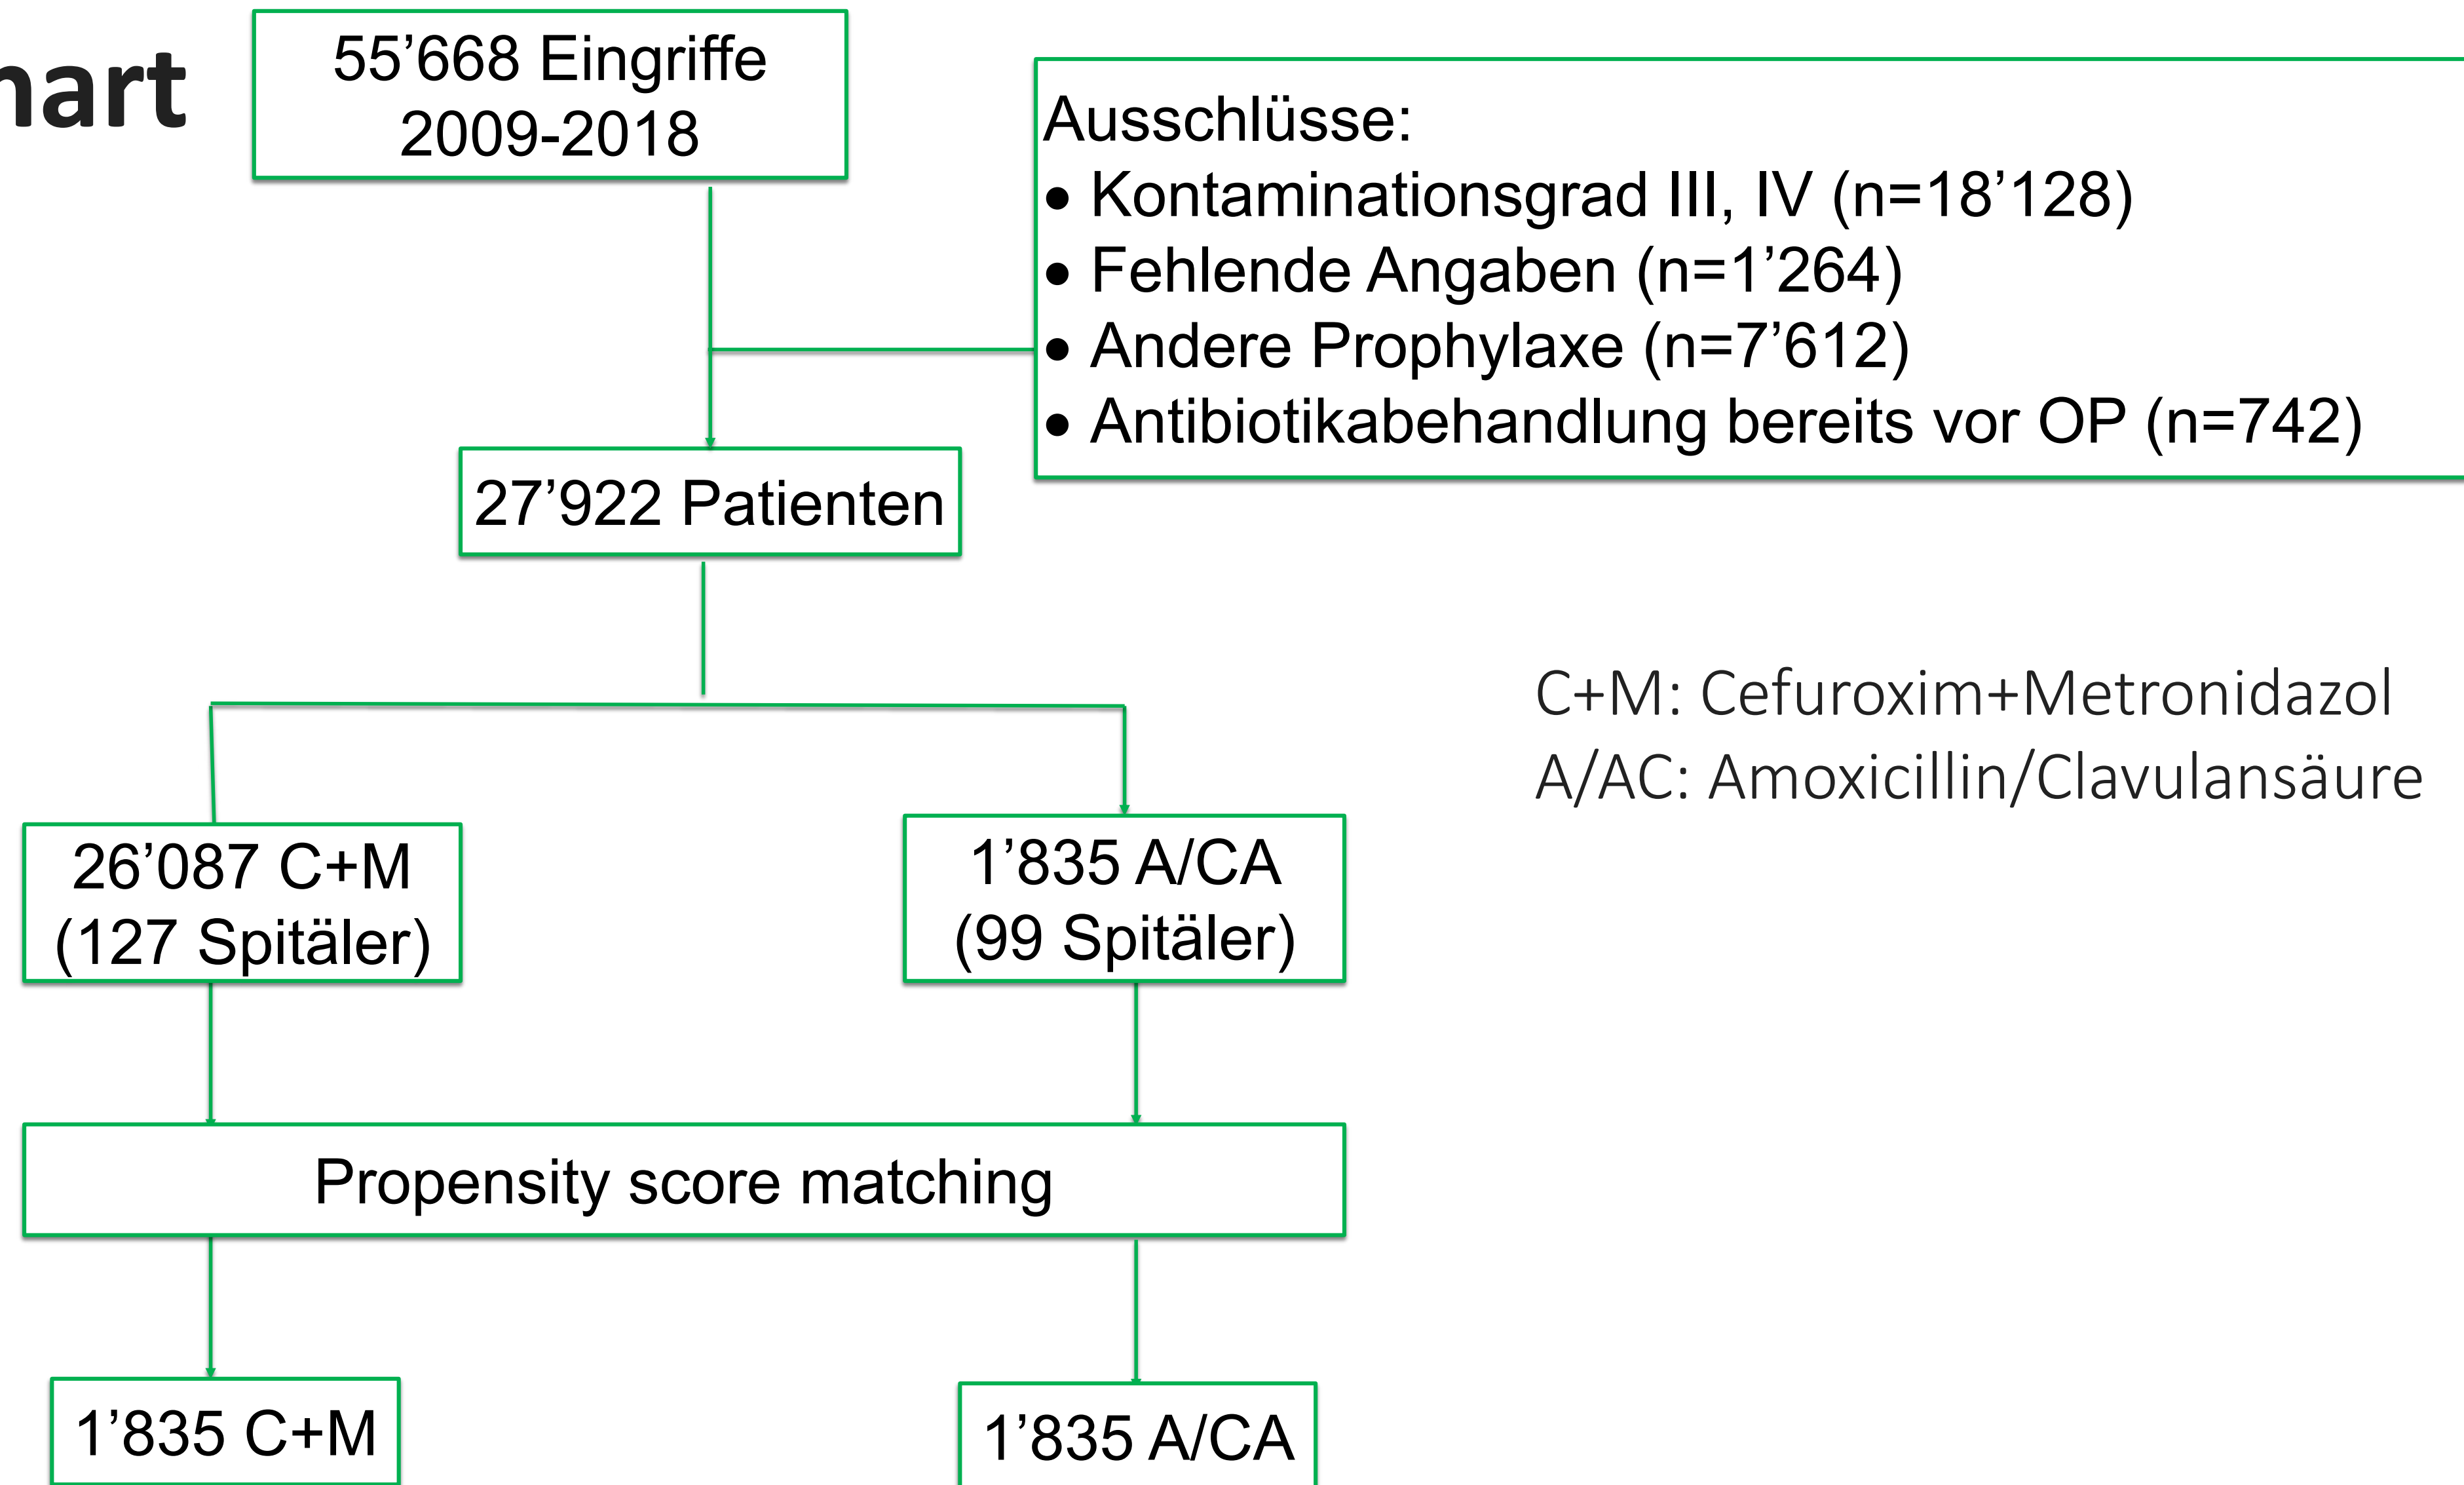 hart
55’668 Eingriffe
2009-2018
Ausschlüsse:
• Kontaminationsgrad III, IV (n=18’128)
• Fehlende Angaben (n=1’264)
• Andere Prophylaxe (n=7’612)
• Antibiotikabehandlung bereits vor OP (n=742)
27’922 Patienten
C+M: Cefuroxim+Metronidazol
A/AC: Amoxicillin/Clavulansäure
26’087 C+M
(127 Spitäler)
1’835 A/CA
(99 Spitäler)
Propensity score matching
1’835 C+M
1’835 A/CA